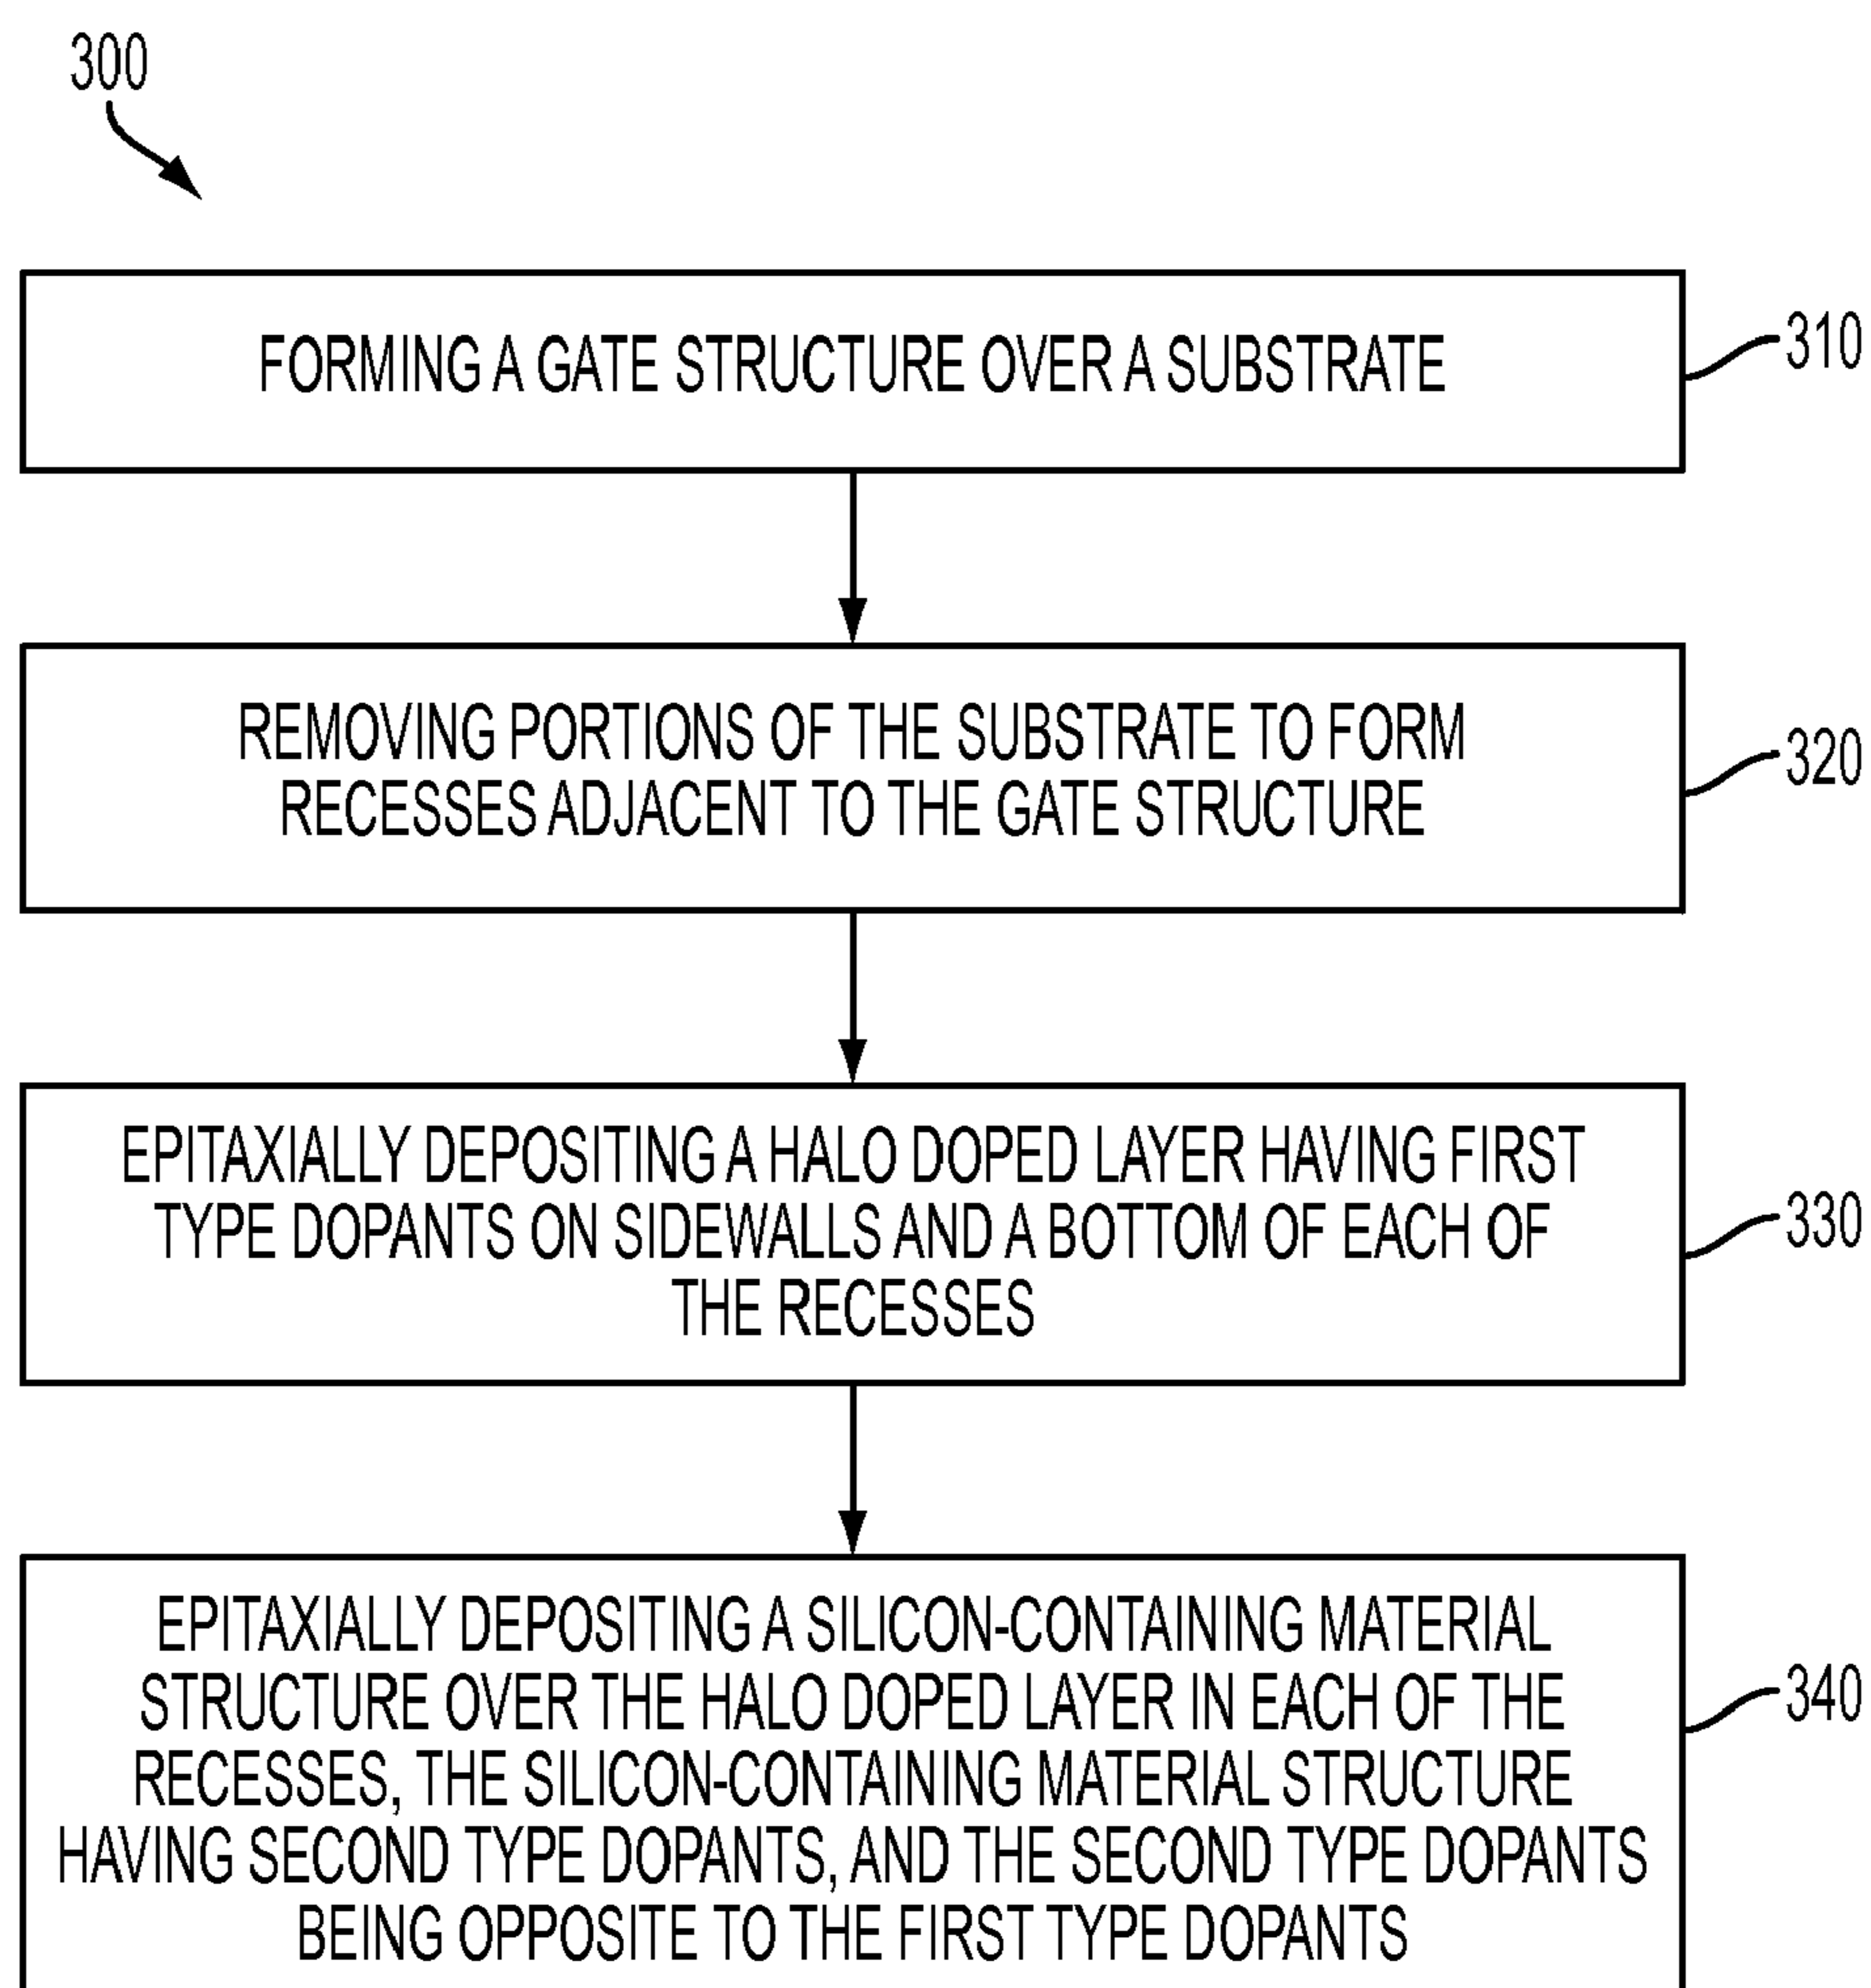 300
FORMING A GATE STRUCTURE OVER A SUBSTRATE
310
REMOVING PORTIONS OF THE SUBSTRATE TO FORM
RECESSES ADJACENT TO THE GATE STRUCTURE
320
EPITAXIALLY DEPOSITING A HALO DOPED LAYER HAVING FIRST
TYPE DOPANTS ON SIDEWALLS AND A BOTTOM OF EACH OF
THE RECESSES
330
EPITAXIALLY DEPOSITING A SILICON-CONTAINING MATERIAL
STRUCTURE OVER THE HALO DOPED LAYER IN EACH OF THE
RECESSES, THE SILICON-CONTAINING MATERIAL STRUCTURE
HAVING SECOND TYPE DOPANTS, AND THE SECOND TYPE DOPANTS
BEING OPPOSITE TO THE FIRST TYPE DOPANTS
340